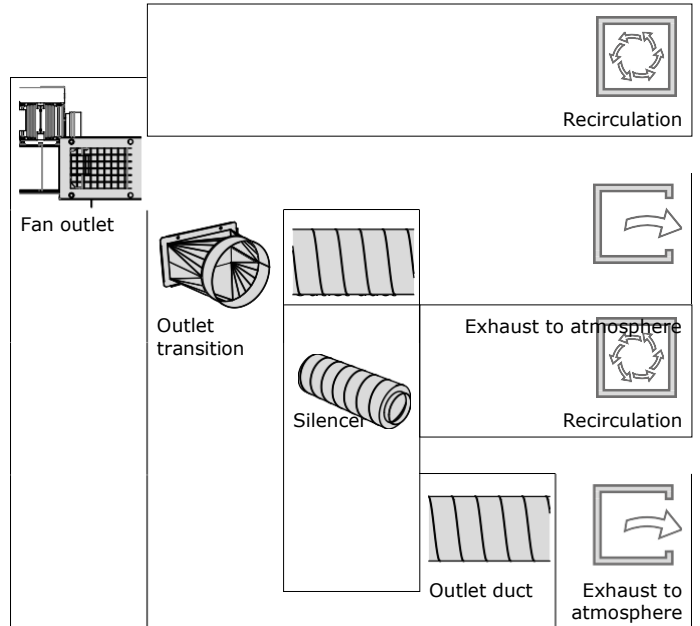 Recirculation
Fan outlet
Outlet
transition
Exhaust to atmosphere
Silencer
Recirculation
Outlet duct
Exhaust to
atmosphere